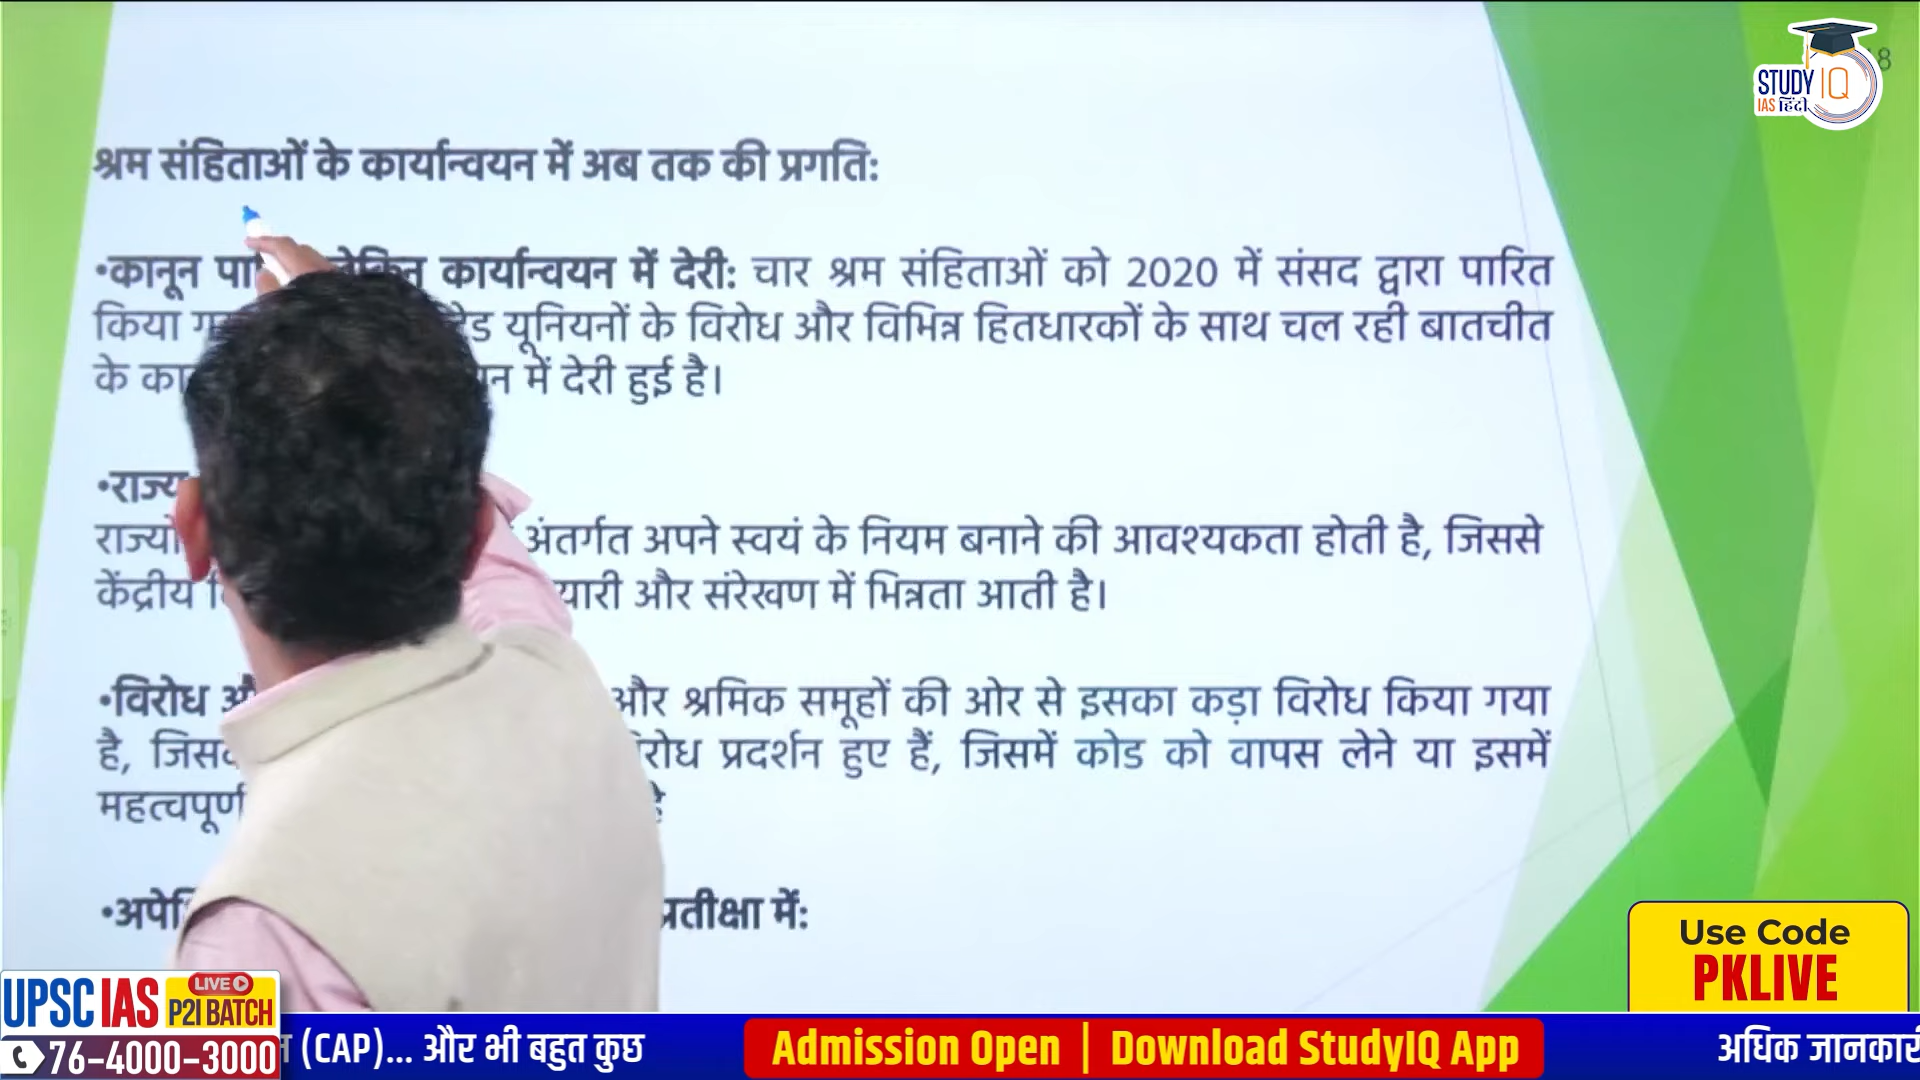 STUDY IQ
IAS हिंदी
8
श्रम संहिताओं के कार्यान्वयन में अब तक की प्रगति:
•कानून कार्यान्वयन में देरी: चार श्रम संहिताओं को 2020 में संसद द्वारा पारित
किया यूनियनों के विरोध और विभिन्न हितधारकों के साथ चल रही बातचीत
के में देरी हुई है।
•राज्य
अंतर्गत अपने स्वयं के नियम बनाने की आवश्यकता होती है, जिससे
केंद्रीय और संरेखण में भिन्नता आती है।
•विरोध और श्रमिक समूहों की ओर से इसका कड़ा विरोध किया गया
है, प्रदर्शन हुए हैं, जिसमें कोड को वापस लेने या इसमें
महत्वपूर्ण
प्रतीक्षा में:
Use Code
PKLIVE
UPSC IAS LIVE P2I BATCH
76-4000-3000
(CAP)... और भी बहुत कुछ
Admission Open | Download StudyIQ App
अधिक जानकारी